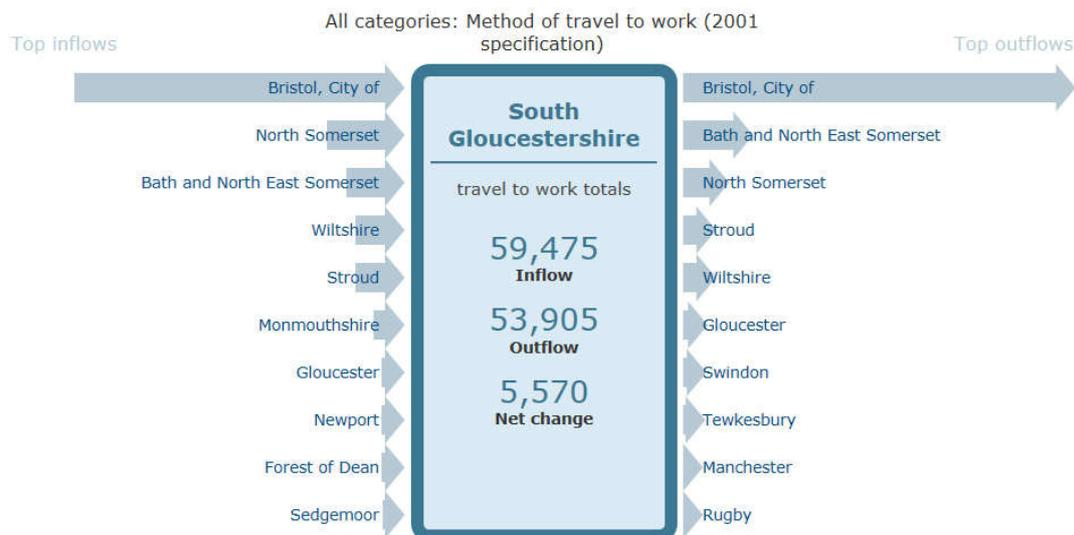 All categories: Method of travel to work (2001
specification)
Top inflows
Top outflows
Bristol, City of
North Somerset
Bath and North East Somerset
Wiltshire
Stroud
Monmouthshire
Gloucester
Newport
Forest of Dean
Sedgemoor
South
Gloucestershire
travel to work totals
59,475
Inflow
53,905
Outflow
5,570
Net change
Bristol, City of
Bath and North East Somerset
North Somerset
Stroud
Wiltshire
Gloucester
Swindon
Tewkesbury
Manchester
Rugby